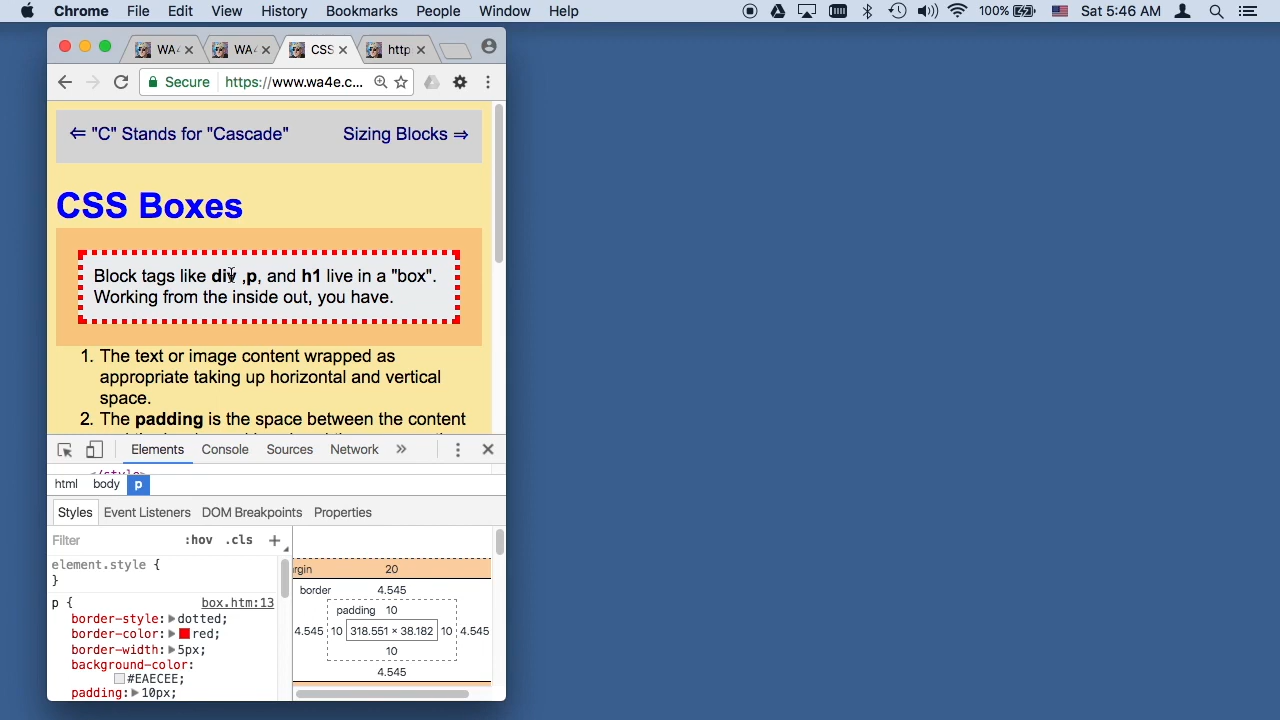 Chrome File Edit View History Bookmarks People Window Help 100% Sat 5:46 AM
WA4 WA4 CSS http
Secure https://www.wa4e.c...
⇐ "C" Stands for "Cascade" Sizing Blocks ⇒
CSS Boxes
Block tags like div ,p, and h1 live in a "box".
Working from the inside out, you have.
1. The text or image content wrapped as
appropriate taking up horizontal and vertical
space.
2. The padding is the space between the content
Elements Console Sources Network »
</style>
html body p
Styles Event Listeners DOM Breakpoints Properties
Filter :hov .cls +
element.style {
}
p { box.htm:13
border-style: dotted;
border-color: red;
border-width: 5px;
background-color:
#EAECEE;
padding: 10px;
rgin 20
border 4.545
padding 10
4.545 10 318.551 × 38.182 10 4.545
10
4.545